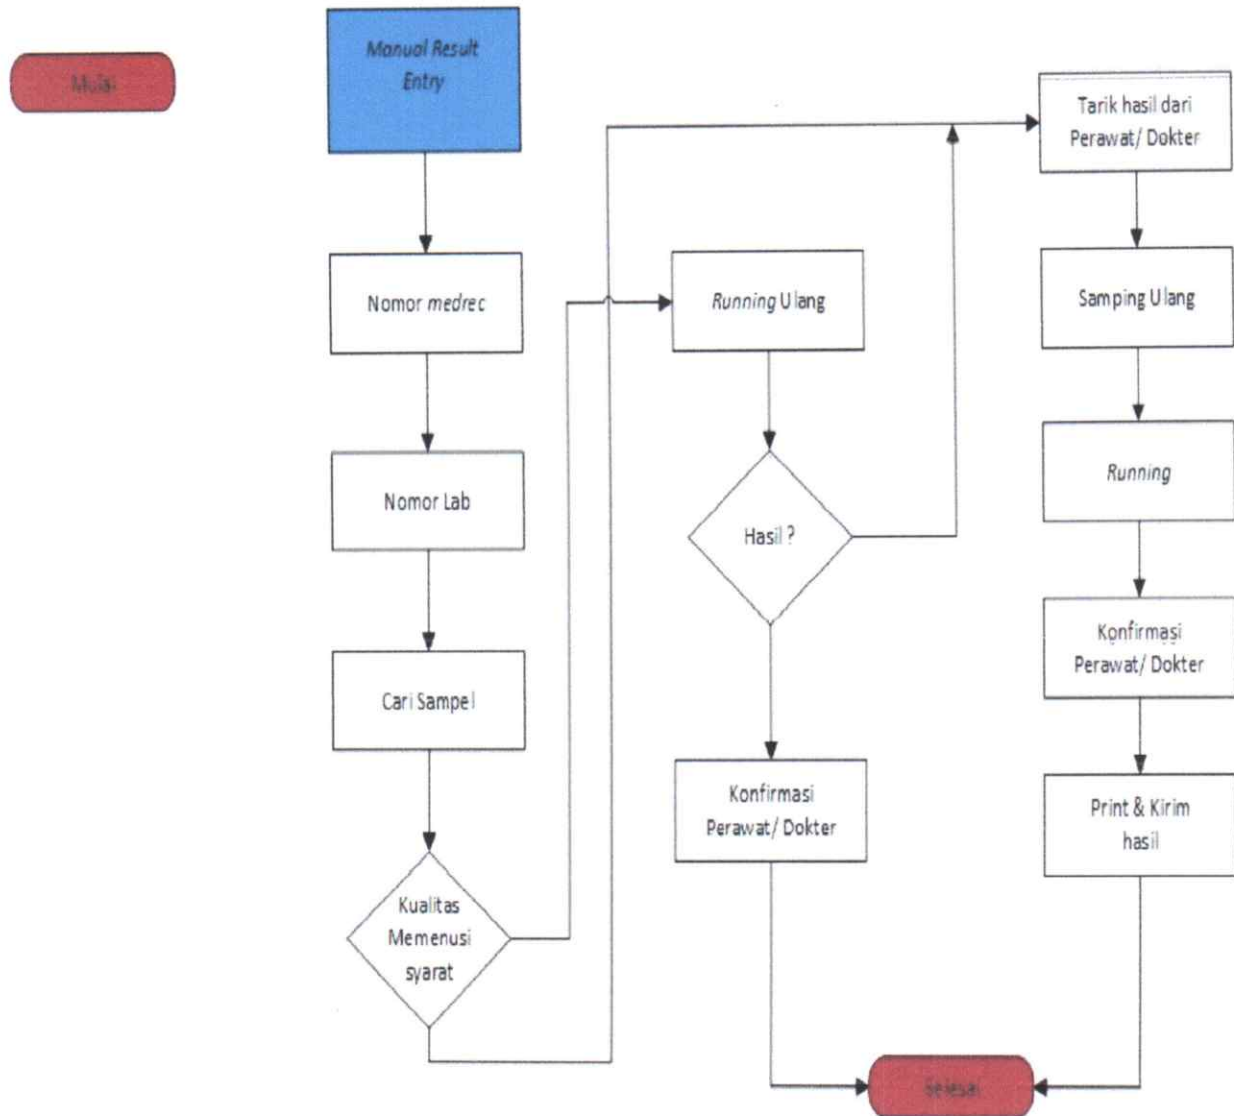 Mulai
Manual Result
Entry
Nomor medrec
Nomor Lab
Cari Sampel
Kualitas
Memenusi
syarat
Running Ulang
Hasil ?
Konfirmasi
Perawat/ Dokter
Tarik hasil dari
Perawat/ Dokter
Samping Ulang
Running
Konfirmasi
Perawat/ Dokter
Print & Kirim
hasil
Selesai